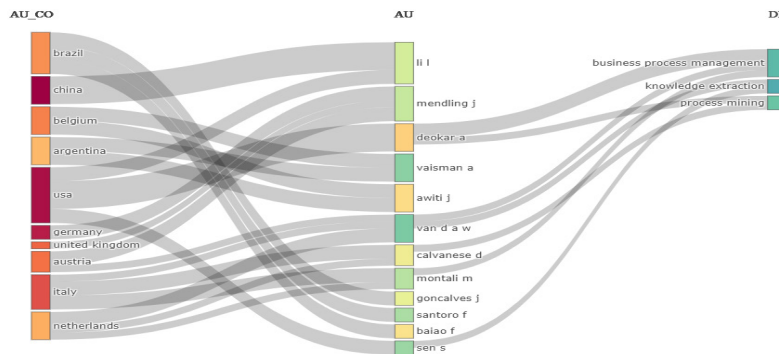 AU_CO
AU
D
brazil
china
belgium
argentina
usa
germany
united kingdom
austria
italy
netherlands
li l
mendling j
deokar a
vaisman a
awiti j
van d a w
calvanese d
montali m
goncalves j
santoro f
baiao f
sen s
business process management
knowledge extraction
process mining